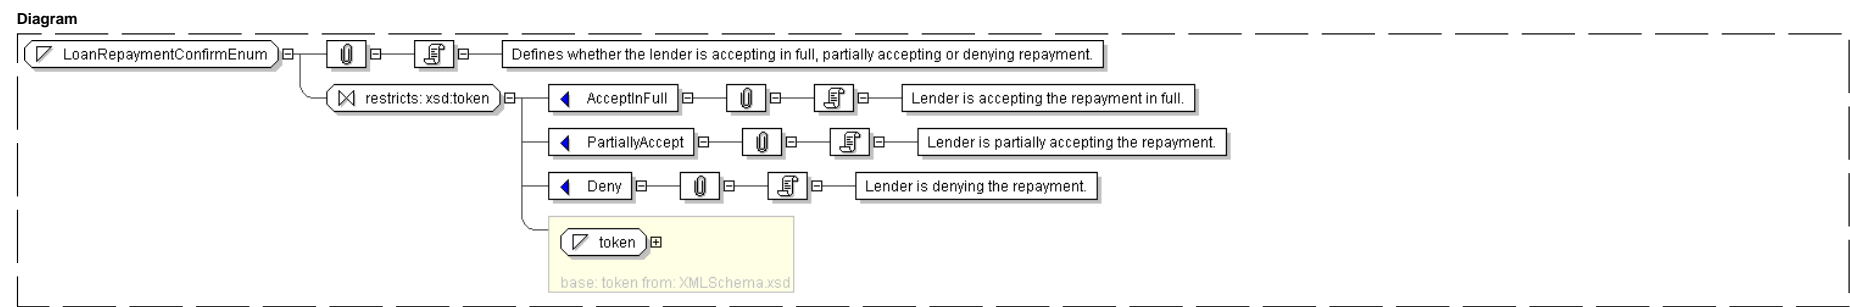 Diagram
LoanRepaymentConfirmEnum Defines whether the lender is accepting in full, partially accepting or denying repayment.
restricts: xsd:token AcceptInFull Lender is accepting the repayment in full.
PartiallyAccept Lender is partially accepting the repayment.
Deny Lender is denying the repayment.
token
base: token from: XMLSchema.xsd